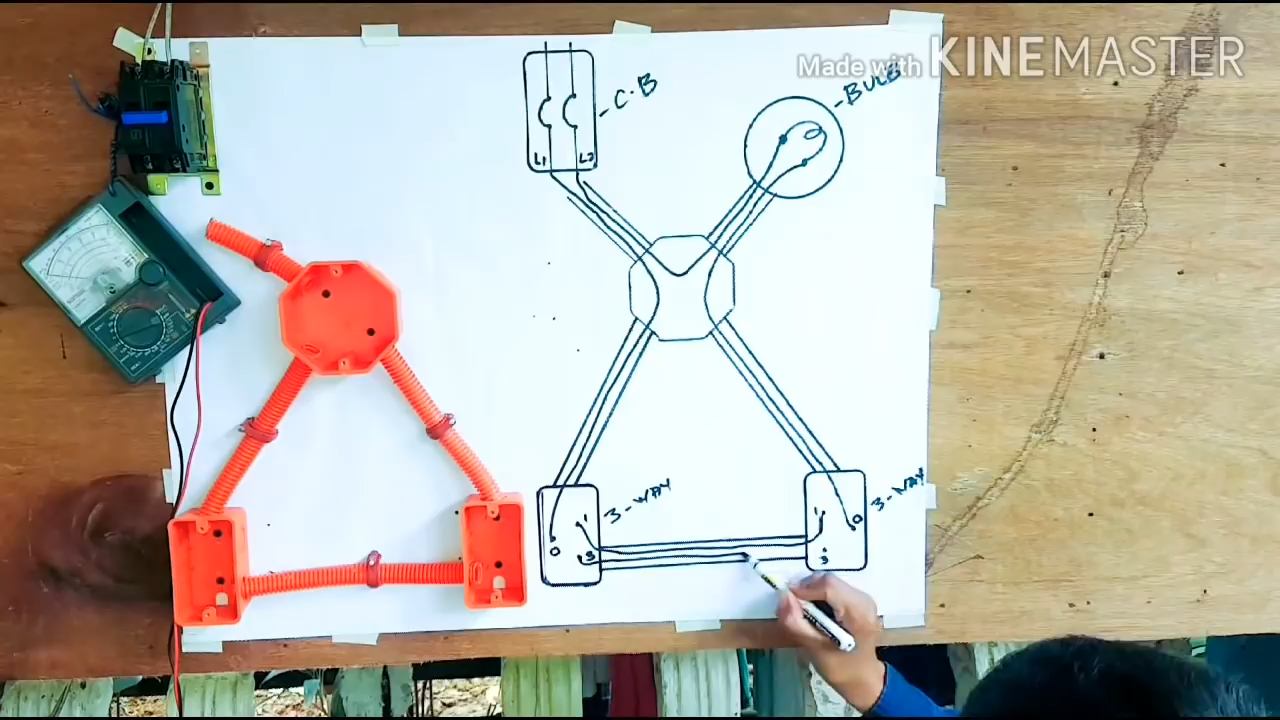 Made with KINEMASTER
C.B
BULB
L1 L2
3-WAY
3-WAY
1
0
3
1
0
3